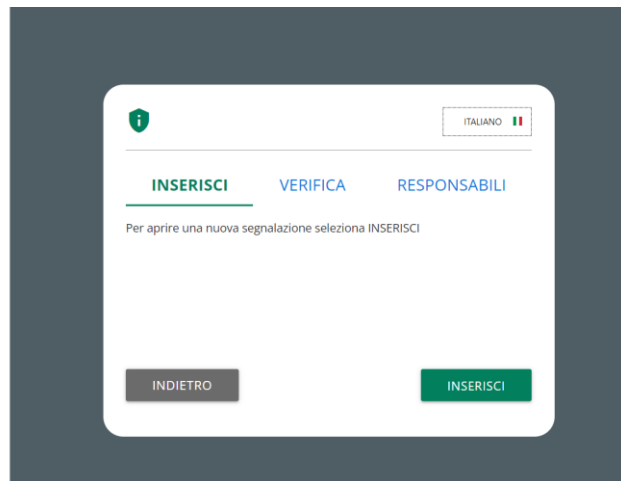 ITALIANO
INSERISCI VERIFICA RESPONSABILI
Per aprire una nuova segnalazione seleziona INSERISCI
INDIETRO INSERISCI